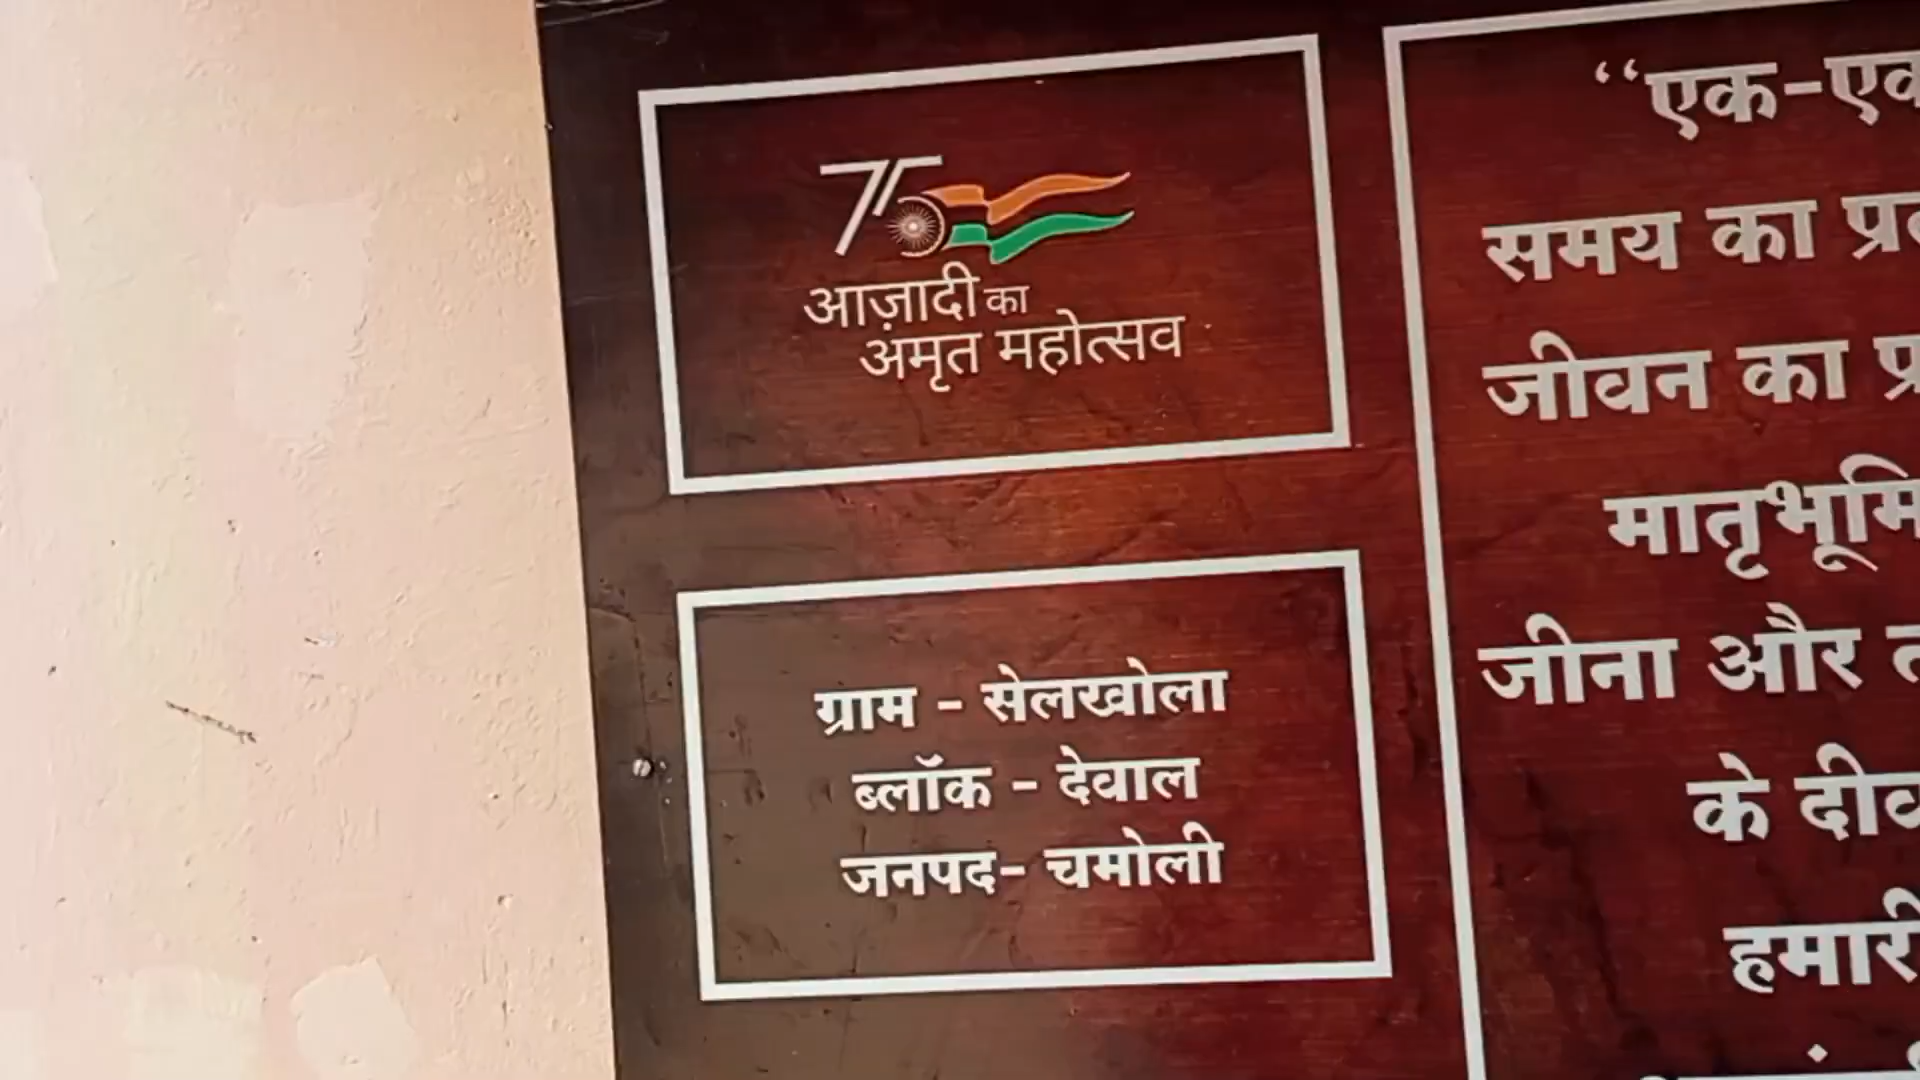 75
आज़ादी का
अमृत महोत्सव
ग्राम - सेलखोला
ब्लॉक - देवाल
जनपद- चमोली
“एक-एक
समय का
जीवन का
मातृभूमि
जीना और
के
हमारी